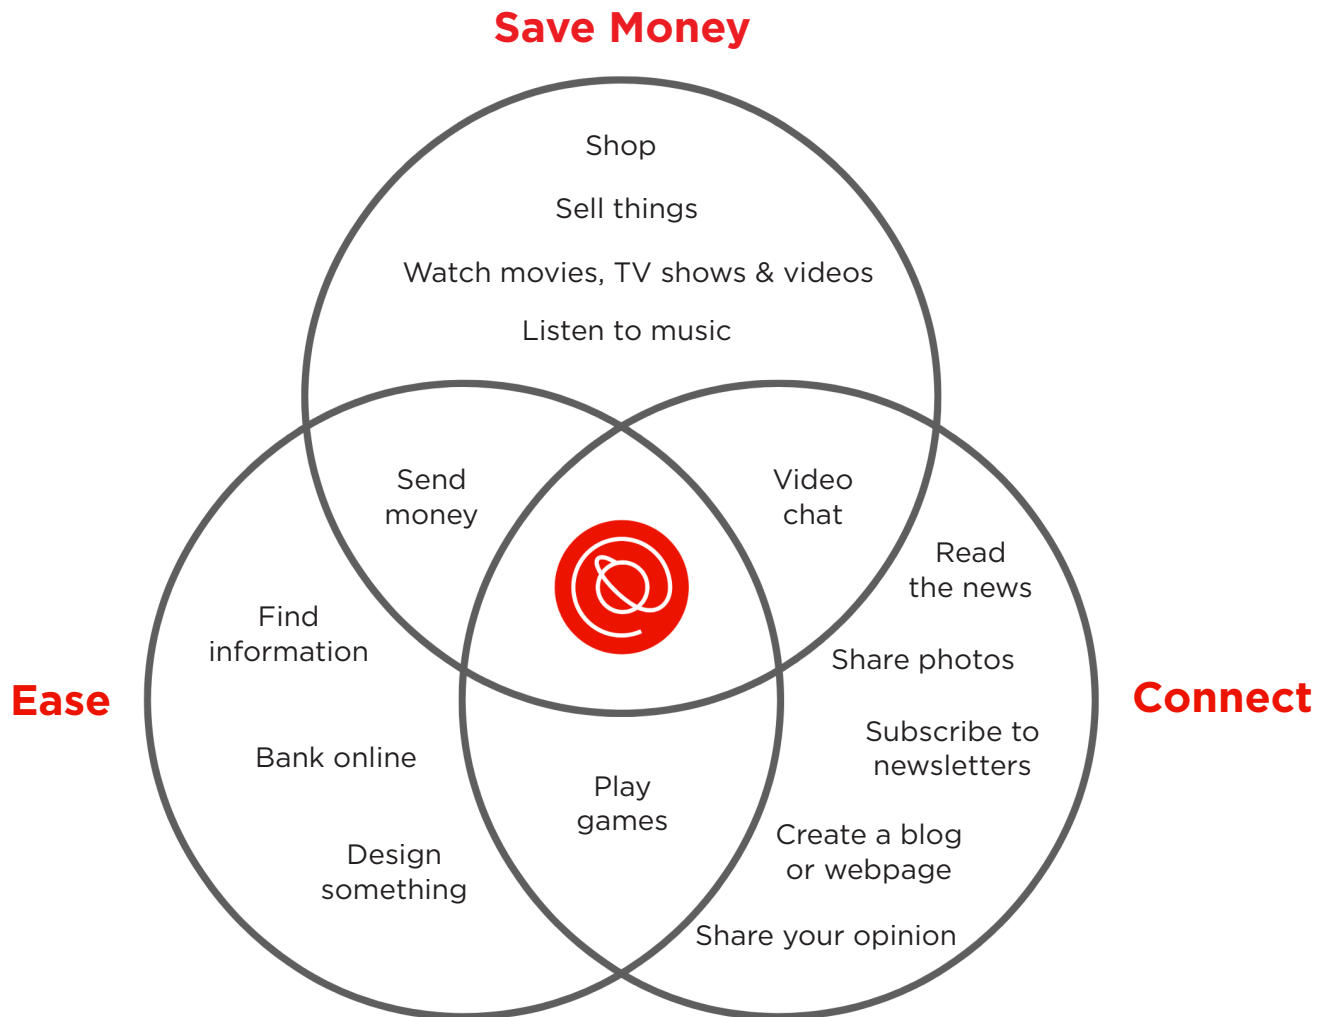 Save Money
Shop
Sell things
Watch movies, TV shows & videos
Listen to music
Send
money
Video
chat
Read
the news
Find
information
Share photos
Ease
Connect
Subscribe to
newsletters
Bank online
Play
games
Create a blog
or webpage
Design
something
Share your opinion